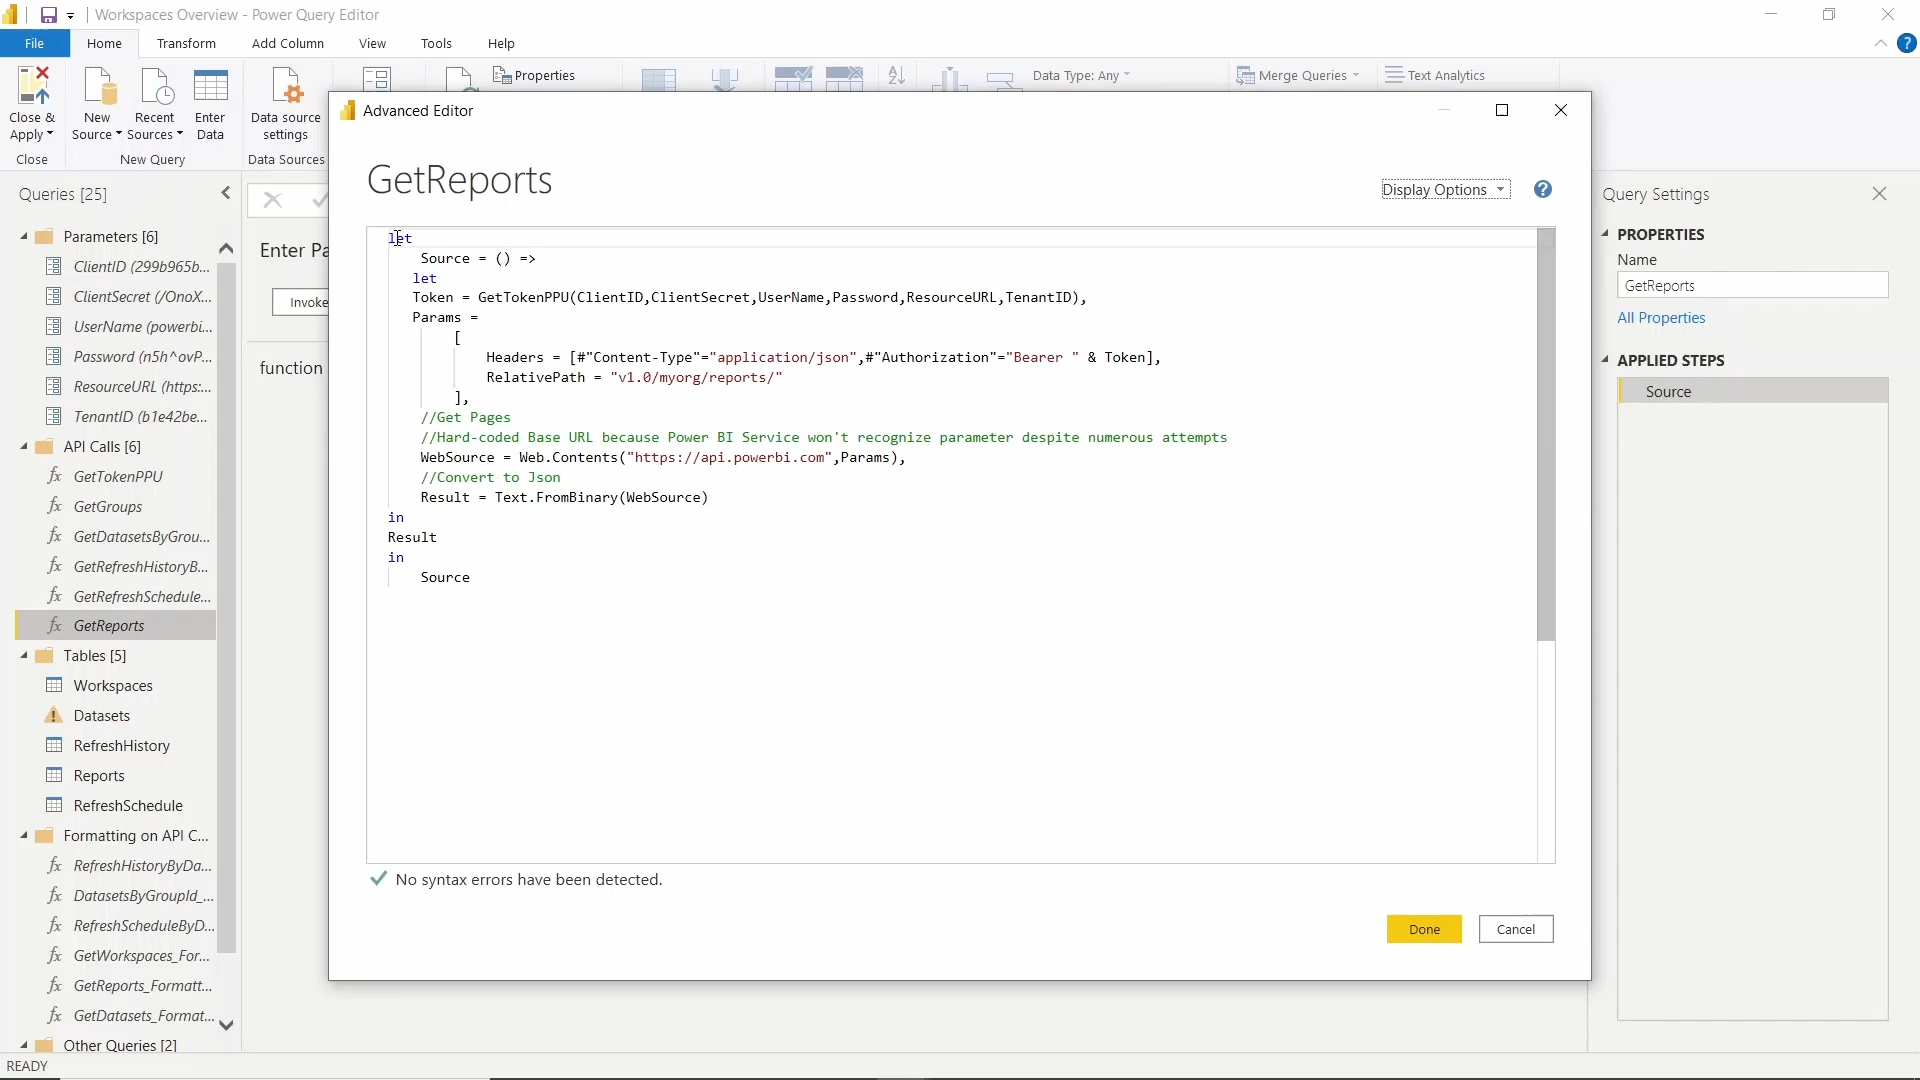 Workspaces Overview - Power Query Editor
File
Home
Transform
Add Column
View
Tools
Help
Close &
Apply
New
Source
Recent
Sources
Enter
Data
Data source
settings
Properties
Data Type: Any
Merge Queries
Text Analytics
Close
New Query
Data Sources
Queries [25]
Parameters [6]
ClientID (299b965b...
ClientSecret (/OnoX...
UserName (powerbi...
Password (n5h^ovP...
ResourceURL (https:...
TenantID (b1e42be...
API Calls [6]
GetTokenPPU
GetGroups
GetDatasetsByGrou...
GetRefreshHistoryB...
GetRefreshSchedule...
GetReports
Tables [5]
Workspaces
Datasets
RefreshHistory
Reports
RefreshSchedule
Formatting on API C...
RefreshHistoryByDa...
DatasetsByGroupId_...
RefreshScheduleByD...
GetWorkspaces_For...
GetReports_Formatt...
GetDatasets_Format...
Other Queries [2]
READY
Enter Pa
Invoke
function
Advanced Editor
GetReports
Display Options
let
Source = () =>
let
Token = GetTokenPPU(ClientID,ClientSecret,UserName,Password,ResourceURL,TenantID),
Params =
[
Headers = [#"Content-Type"="application/json",#"Authorization"="Bearer " & Token],
RelativePath = "v1.0/myorg/reports/"
],
//Get Pages
//Hard-coded Base URL because Power BI Service won't recognize parameter despite numerous attempts
WebSource = Web.Contents("https://api.powerbi.com",Params),
//Convert to Json
Result = Text.FromBinary(WebSource)
in
Result
in
Source
No syntax errors have been detected.
Done
Cancel
Query Settings
PROPERTIES
Name
GetReports
All Properties
APPLIED STEPS
Source